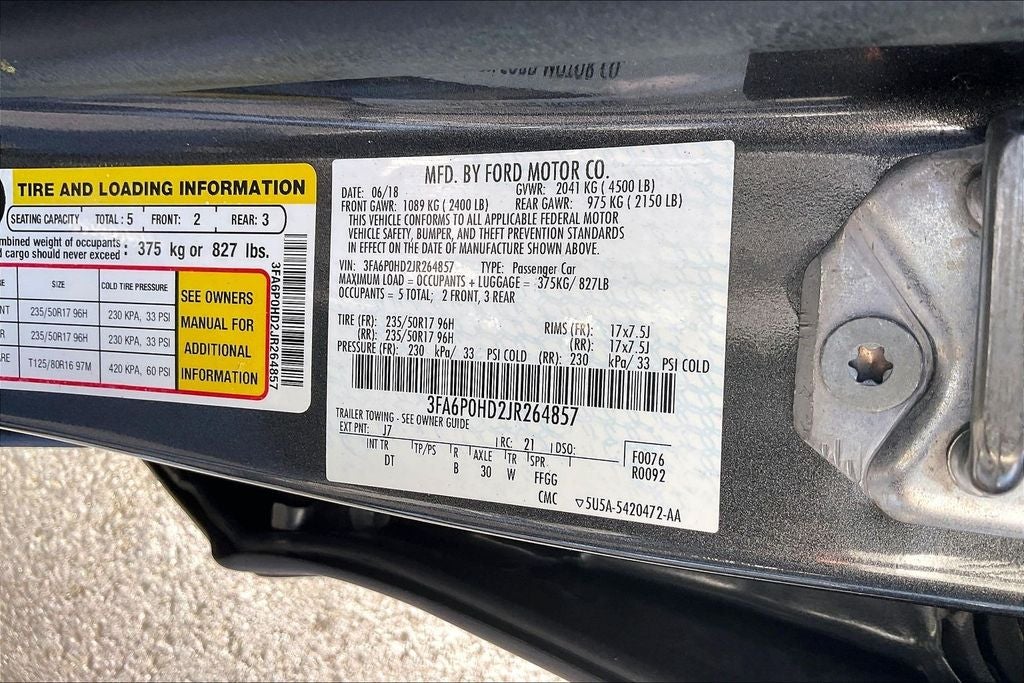 TIRE AND LOADING INFORMATION
SEATING CAPACITY TOTAL: 5 FRONT: 2 REAR: 3
weight of occupants : 375 kg or 827 lbs.
cargo should never exceed :
SIZE COLD TIRE PRESSURE
235/50R17 96H 230 KPA, 33 PSI
235/50R17 96H 230 KPA, 33 PSI
T125/80R16 97M 420 KPA, 60 PSI
SEE OWNERS
MANUAL FOR
ADDITIONAL
INFORMATION
3FA6P0HD2JR264857
MFD. BY FORD MOTOR CO.
DATE: 06/18 GVWR: 2041 KG ( 4500 LB)
FRONT GAWR: 1089 KG ( 2400 LB) REAR GAWR: 975 KG ( 2150 LB)
THIS VEHICLE CONFORMS TO ALL APPLICABLE FEDERAL MOTOR
VEHICLE SAFETY, BUMPER, AND THEFT PREVENTION STANDARDS
IN EFFECT ON THE DATE OF MANUFACTURE SHOWN ABOVE.
VIN: 3FA6P0HD2JR264857 TYPE: Passenger Car
MAXIMUM LOAD = OCCUPANTS + LUGGAGE = 375KG/ 827LB
OCCUPANTS = 5 TOTAL; 2 FRONT, 3 REAR
TIRE (FR): 235/50R17 96H RIMS (FR): 17x7.5J
(RR): 235/50R17 96H (RR): 17x7.5J
PRESSURE (FR): 230 kPa/ 33 PSI COLD (RR): 230 kPa/ 33 PSI COLD
3FA6P0HD2JR264857
TRAILER TOWING - SEE OWNER GUIDE
EXT PNT: J7 RC: 21 DSO: F0076
INT TR TP/PS R AXLE TR SPR R0092
DT B 30 W FFGG
CMC 5U5A-5420472-AA